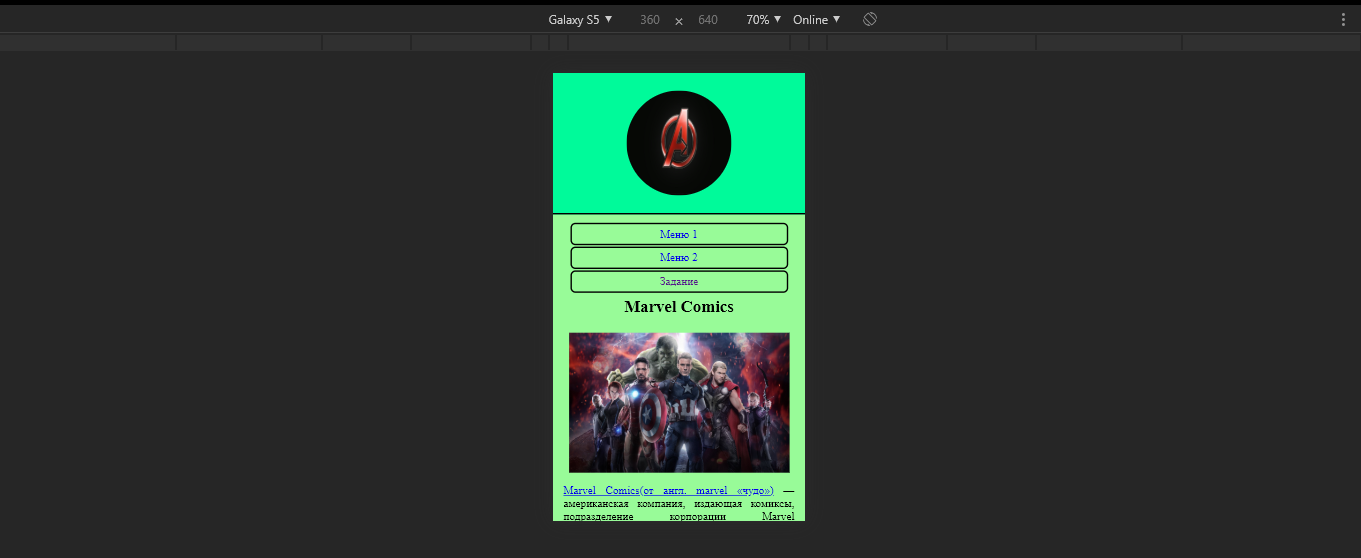 Galaxy S5 ▼ 360 × 640 70% ▼ Online ▼
Меню 1
Меню 2
Задание
Marvel Comics
Marvel Comics(от англ. marvel «чудо») —
американская компания, издающая комиксы,
подразделение корпорации Marvel